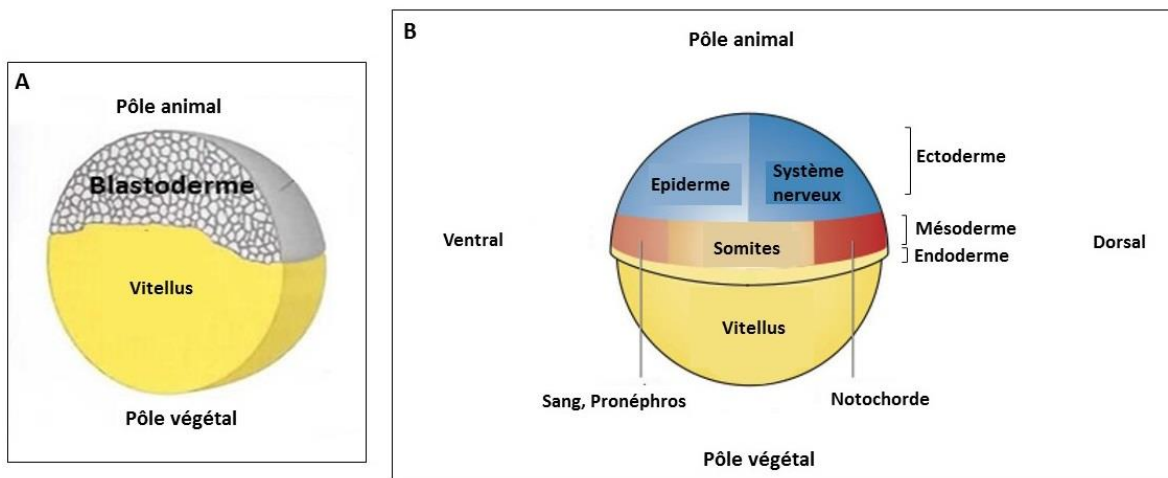 A
Pôle animal
Blastoderme
Vitellus
Pôle végétal
B
Pôle animal
Ectoderme
Epiderme
Système
nerveux
Mésoderme
Ventral
Somites
Dorsal
Endoderme
Vitellus
Sang, Pronéphros
Notochorde
Pôle végétal